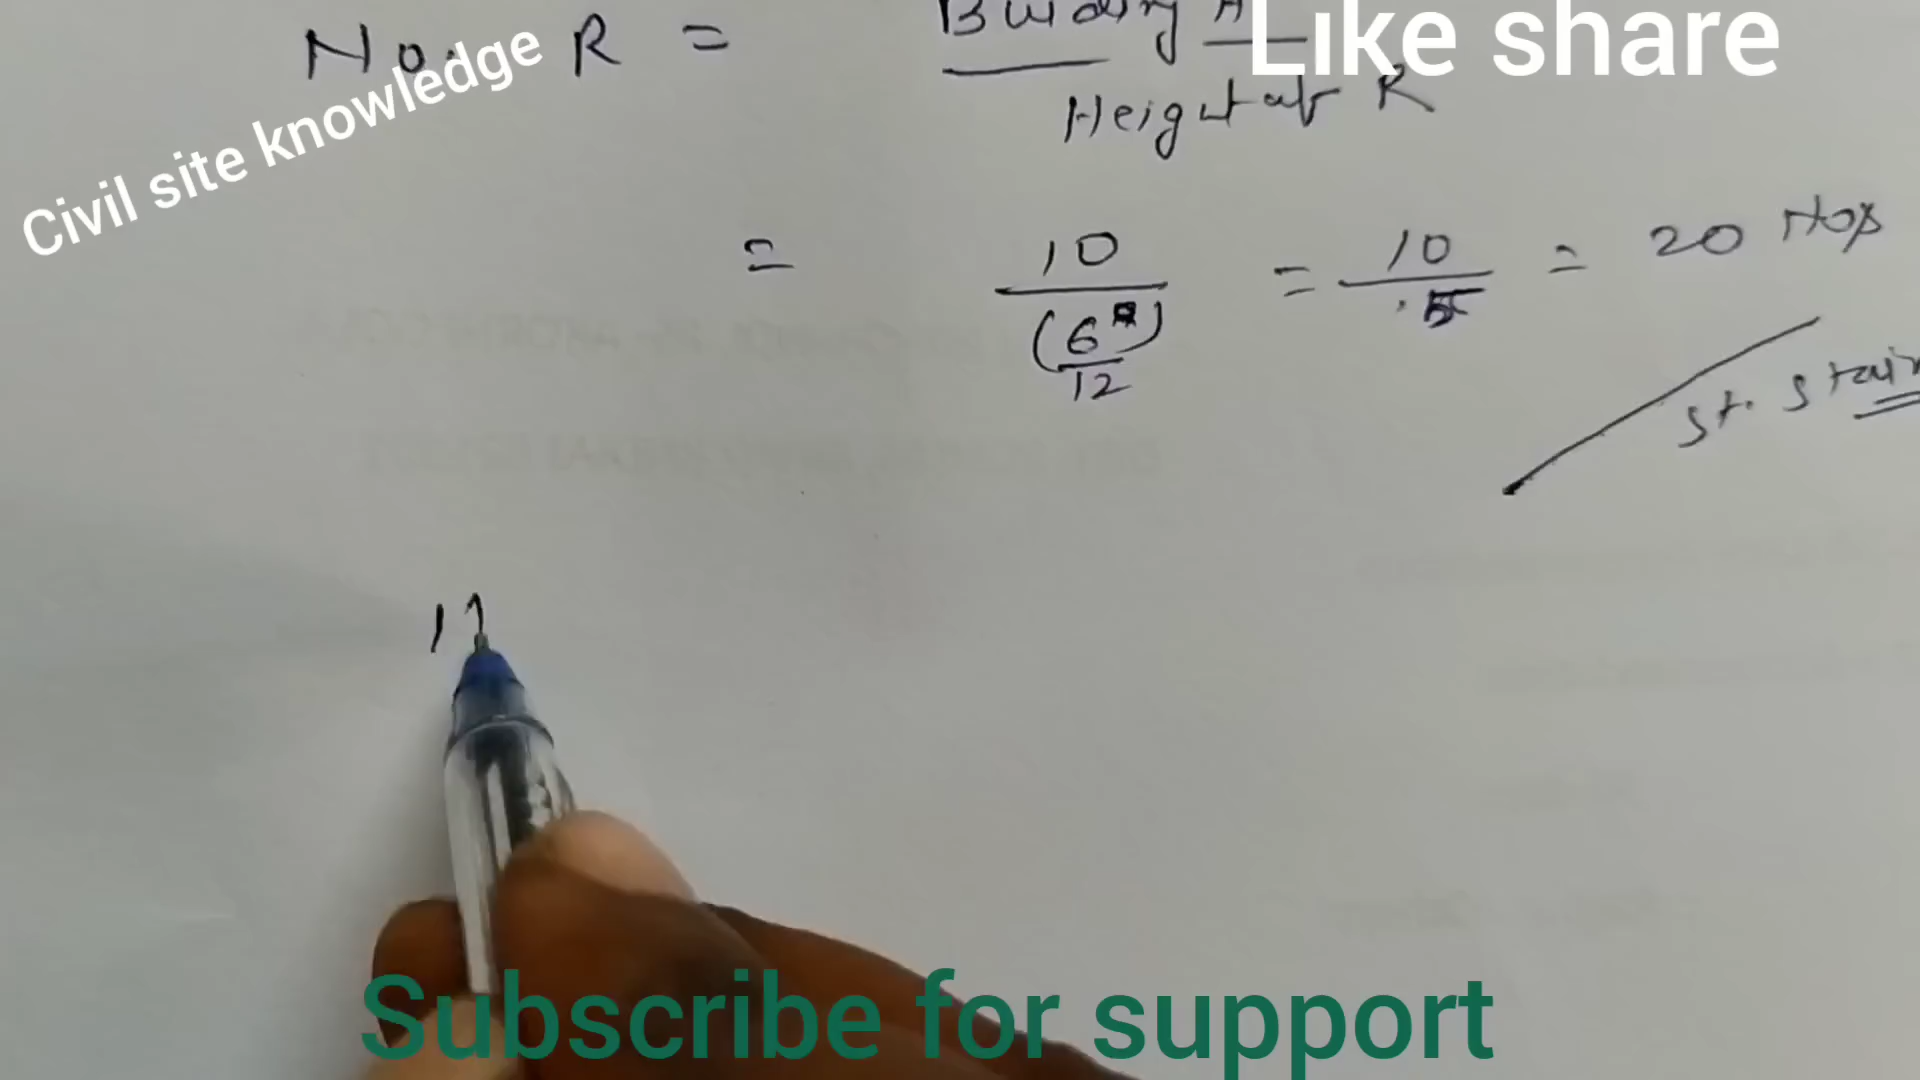 No. R = Building H
Like share
Height of R
Civil site knowledge
= 10 / (6") / 12 = 10 / .5 = 20 Nos
St. Stair
Subscribe for support